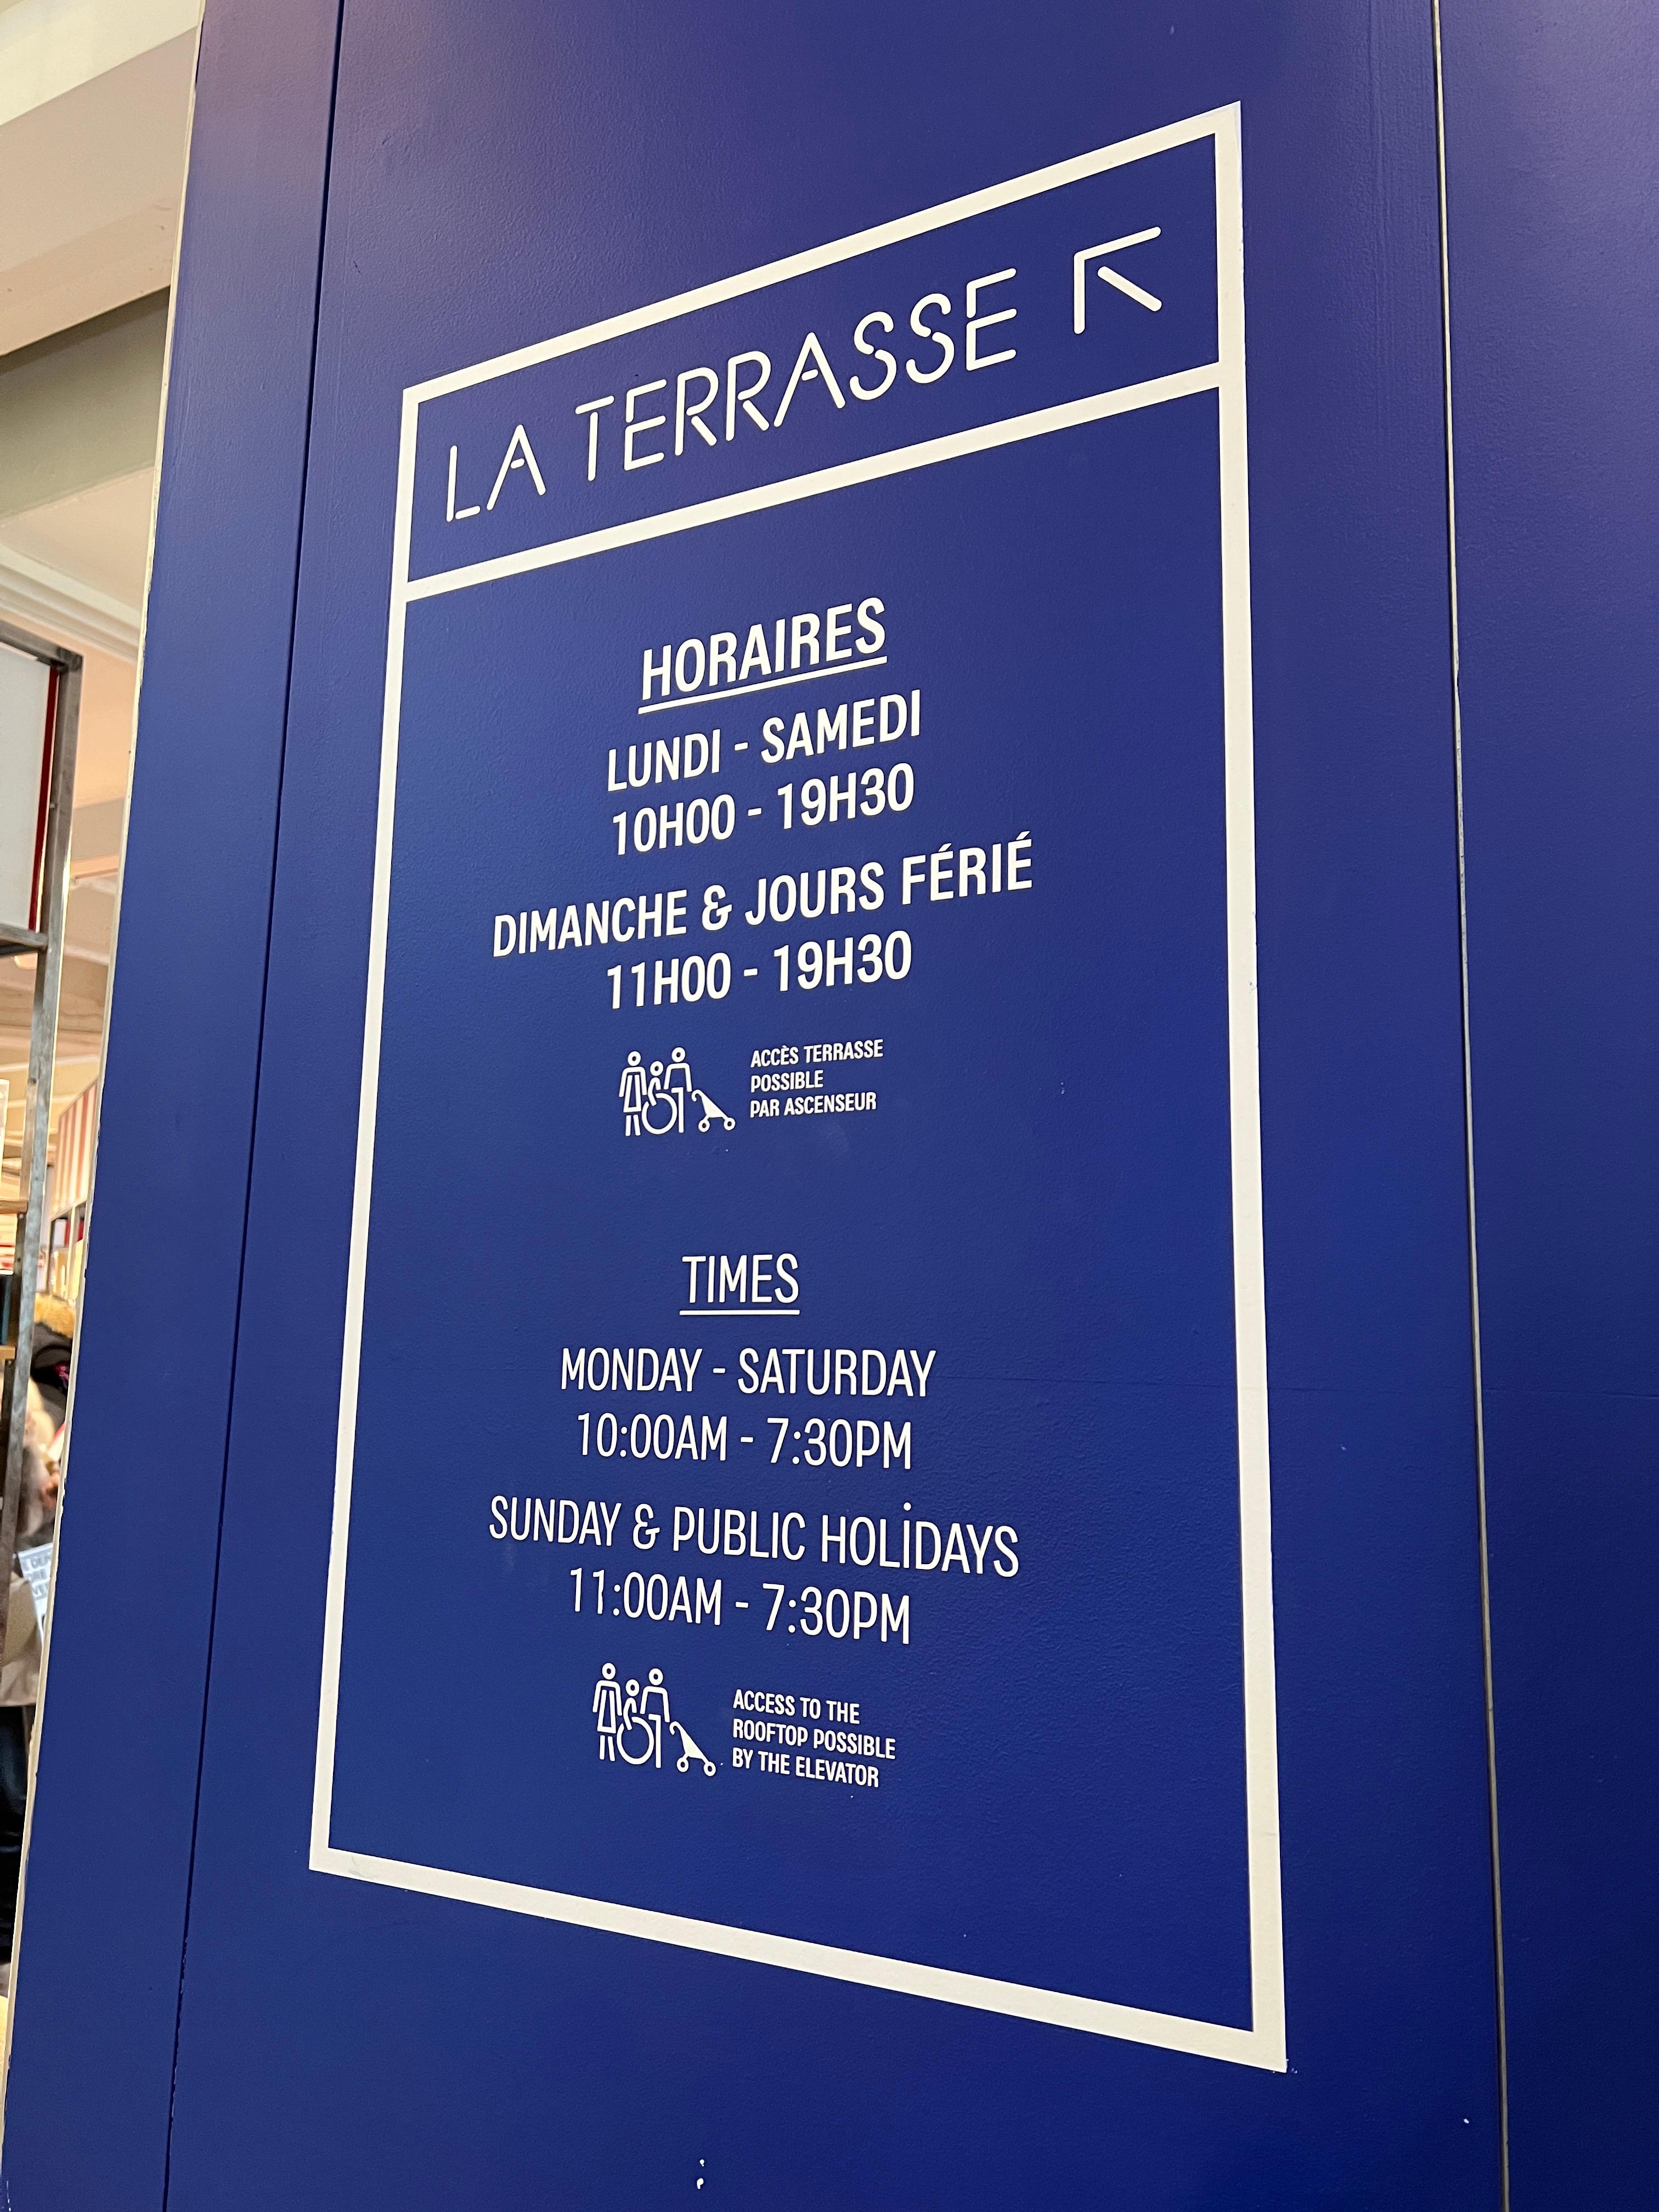 LA TERRASSE
HORAIRES
LUNDI - SAMEDI
10H00 - 19H30
DIMANCHE & JOURS FÉRIÉ
11H00 - 19H30
ACCÈS TERRASSE
POSSIBLE
PAR ASCENSEUR
TIMES
MONDAY - SATURDAY
10:00AM - 7:30PM
SUNDAY & PUBLIC HOLİDAYS
11:00AM - 7:30PM
ACCESS TO THE
ROOFTOP POSSIBLE
BY THE ELEVATOR